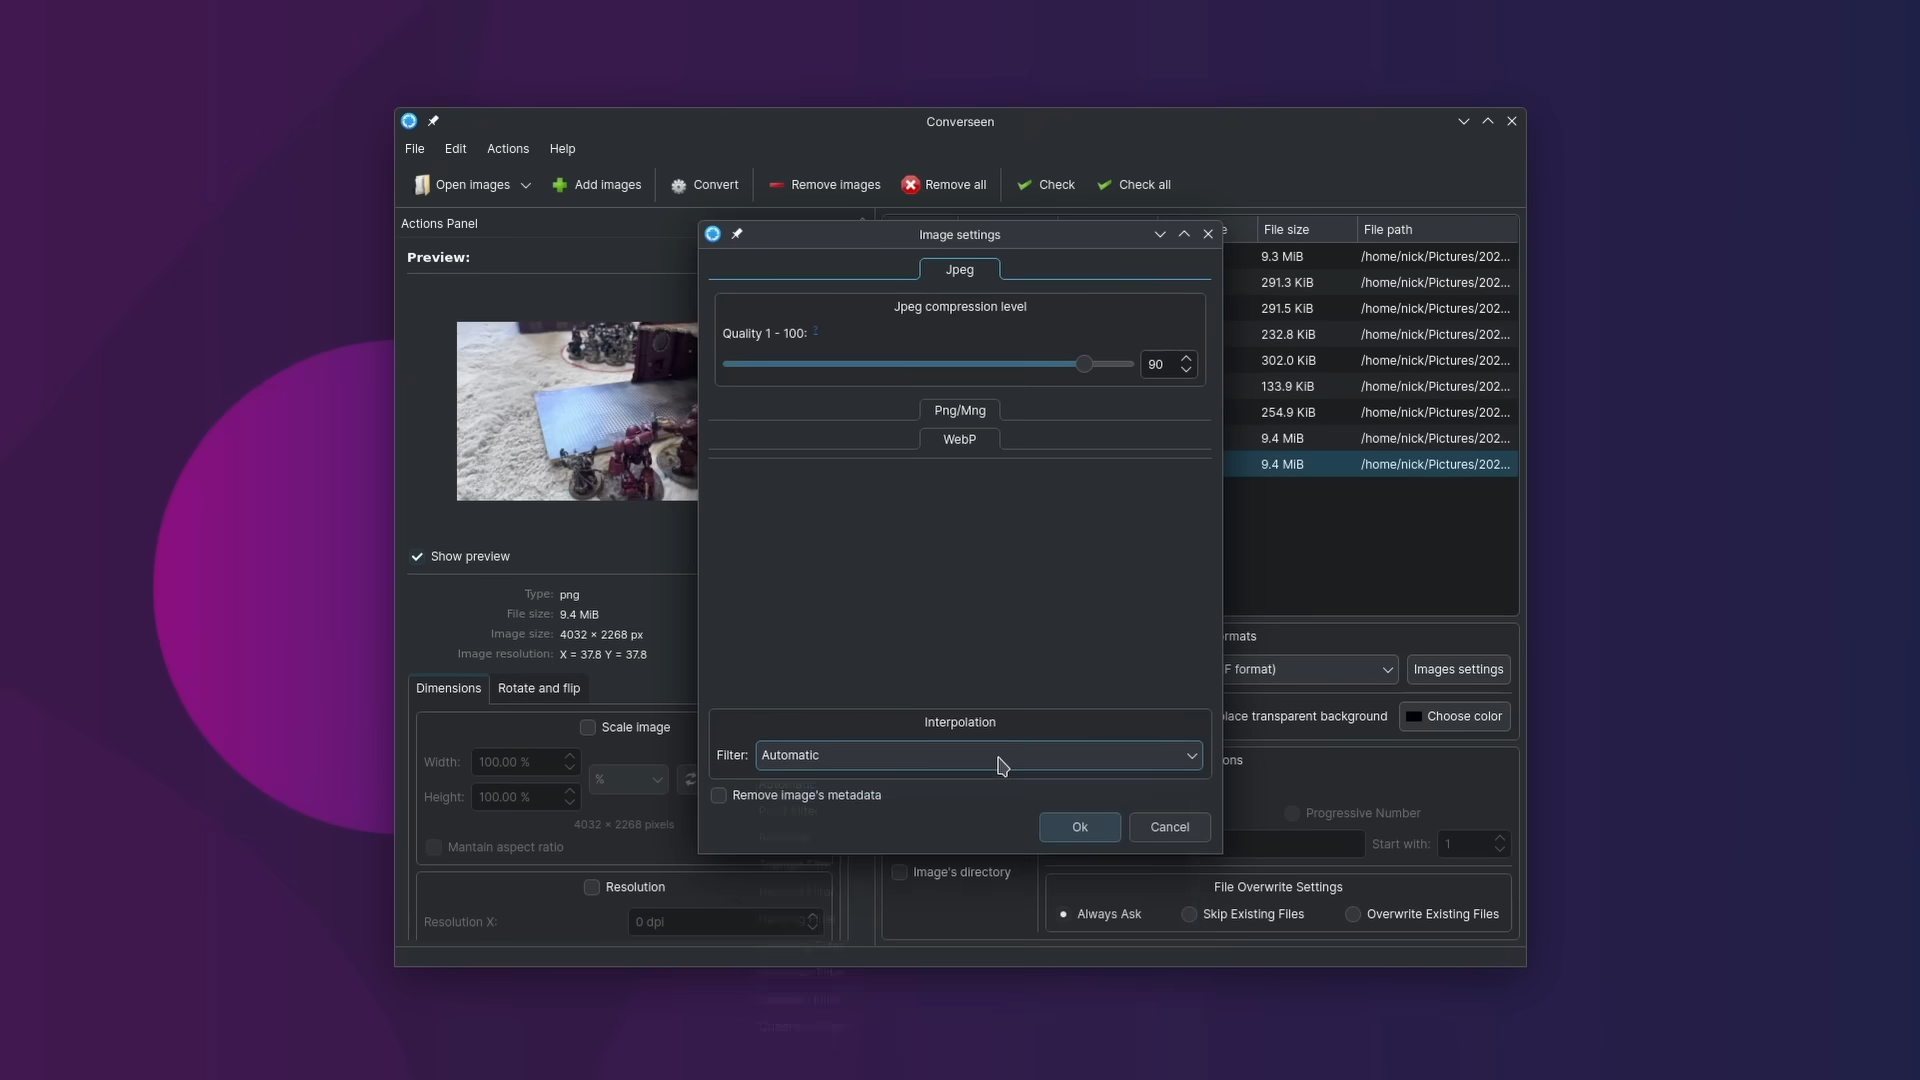 Converseen
File Edit Actions Help
Open images Add images Convert Remove images Remove all Check Check all
Actions Panel
Preview:
Show preview
Type: png
File size: 9.4 MiB
Image size: 4032 × 2268 px
Image resolution: X = 37.8 Y = 37.8
Dimensions Rotate and flip
Scale image
Width: 100.00 %
%
Height: 100.00 %
4032 × 2268 pixels
Mantain aspect ratio
Resolution
Resolution X: 0 dpi
Image settings
Jpeg
Jpeg compression level
Quality 1 - 100: ?
90
Png/Mng
WebP
Interpolation
Filter: Automatic
Remove image's metadata
Ok Cancel
e File size File path
9.3 MiB /home/nick/Pictures/202...
291.3 KiB /home/nick/Pictures/202...
291.5 KiB /home/nick/Pictures/202...
232.8 KiB /home/nick/Pictures/202...
302.0 KiB /home/nick/Pictures/202...
133.9 KiB /home/nick/Pictures/202...
254.9 KiB /home/nick/Pictures/202...
9.4 MiB /home/nick/Pictures/202...
9.4 MiB /home/nick/Pictures/202...
rmats
F format) Images settings
lace transparent background Choose color
ons
Progressive Number
Start with: 1
Image's directory
File Overwrite Settings
Always Ask Skip Existing Files Overwrite Existing Files